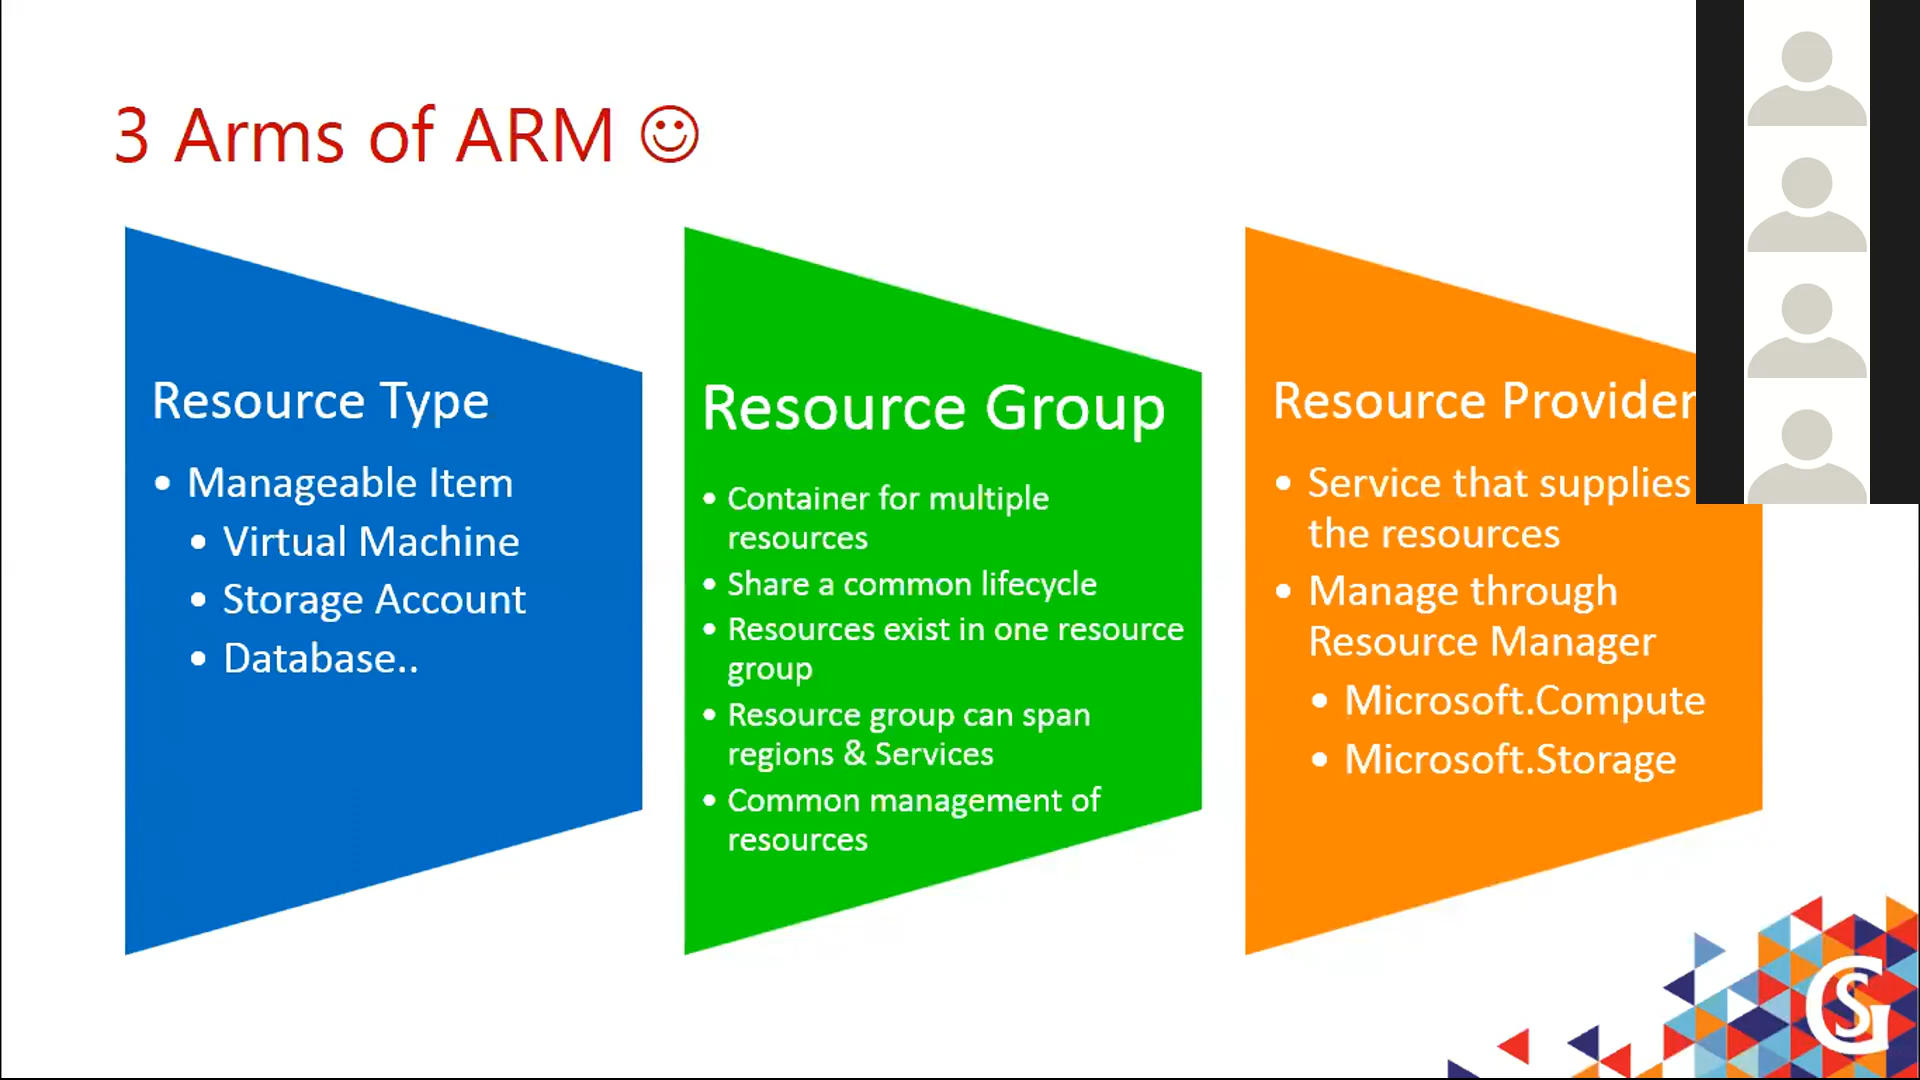 3 Arms of ARM ☺
Resource Type
• Manageable Item
• Virtual Machine
• Storage Account
• Database..
Resource Group
• Container for multiple
resources
• Share a common lifecycle
• Resources exist in one resource
group
• Resource group can span
regions & Services
• Common management of
resources
Resource Provider
• Service that supplies
the resources
• Manage through
Resource Manager
• Microsoft.Compute
• Microsoft.Storage
GS